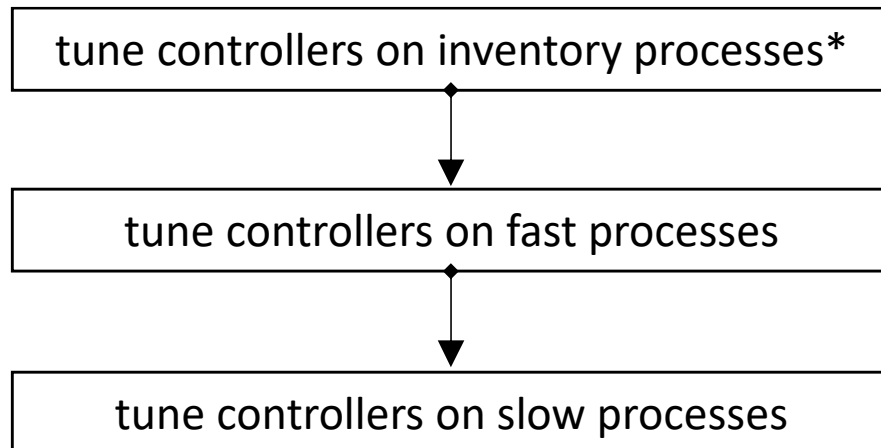 tune controllers on inventory processes*
tune controllers on fast processes
tune controllers on slow processes